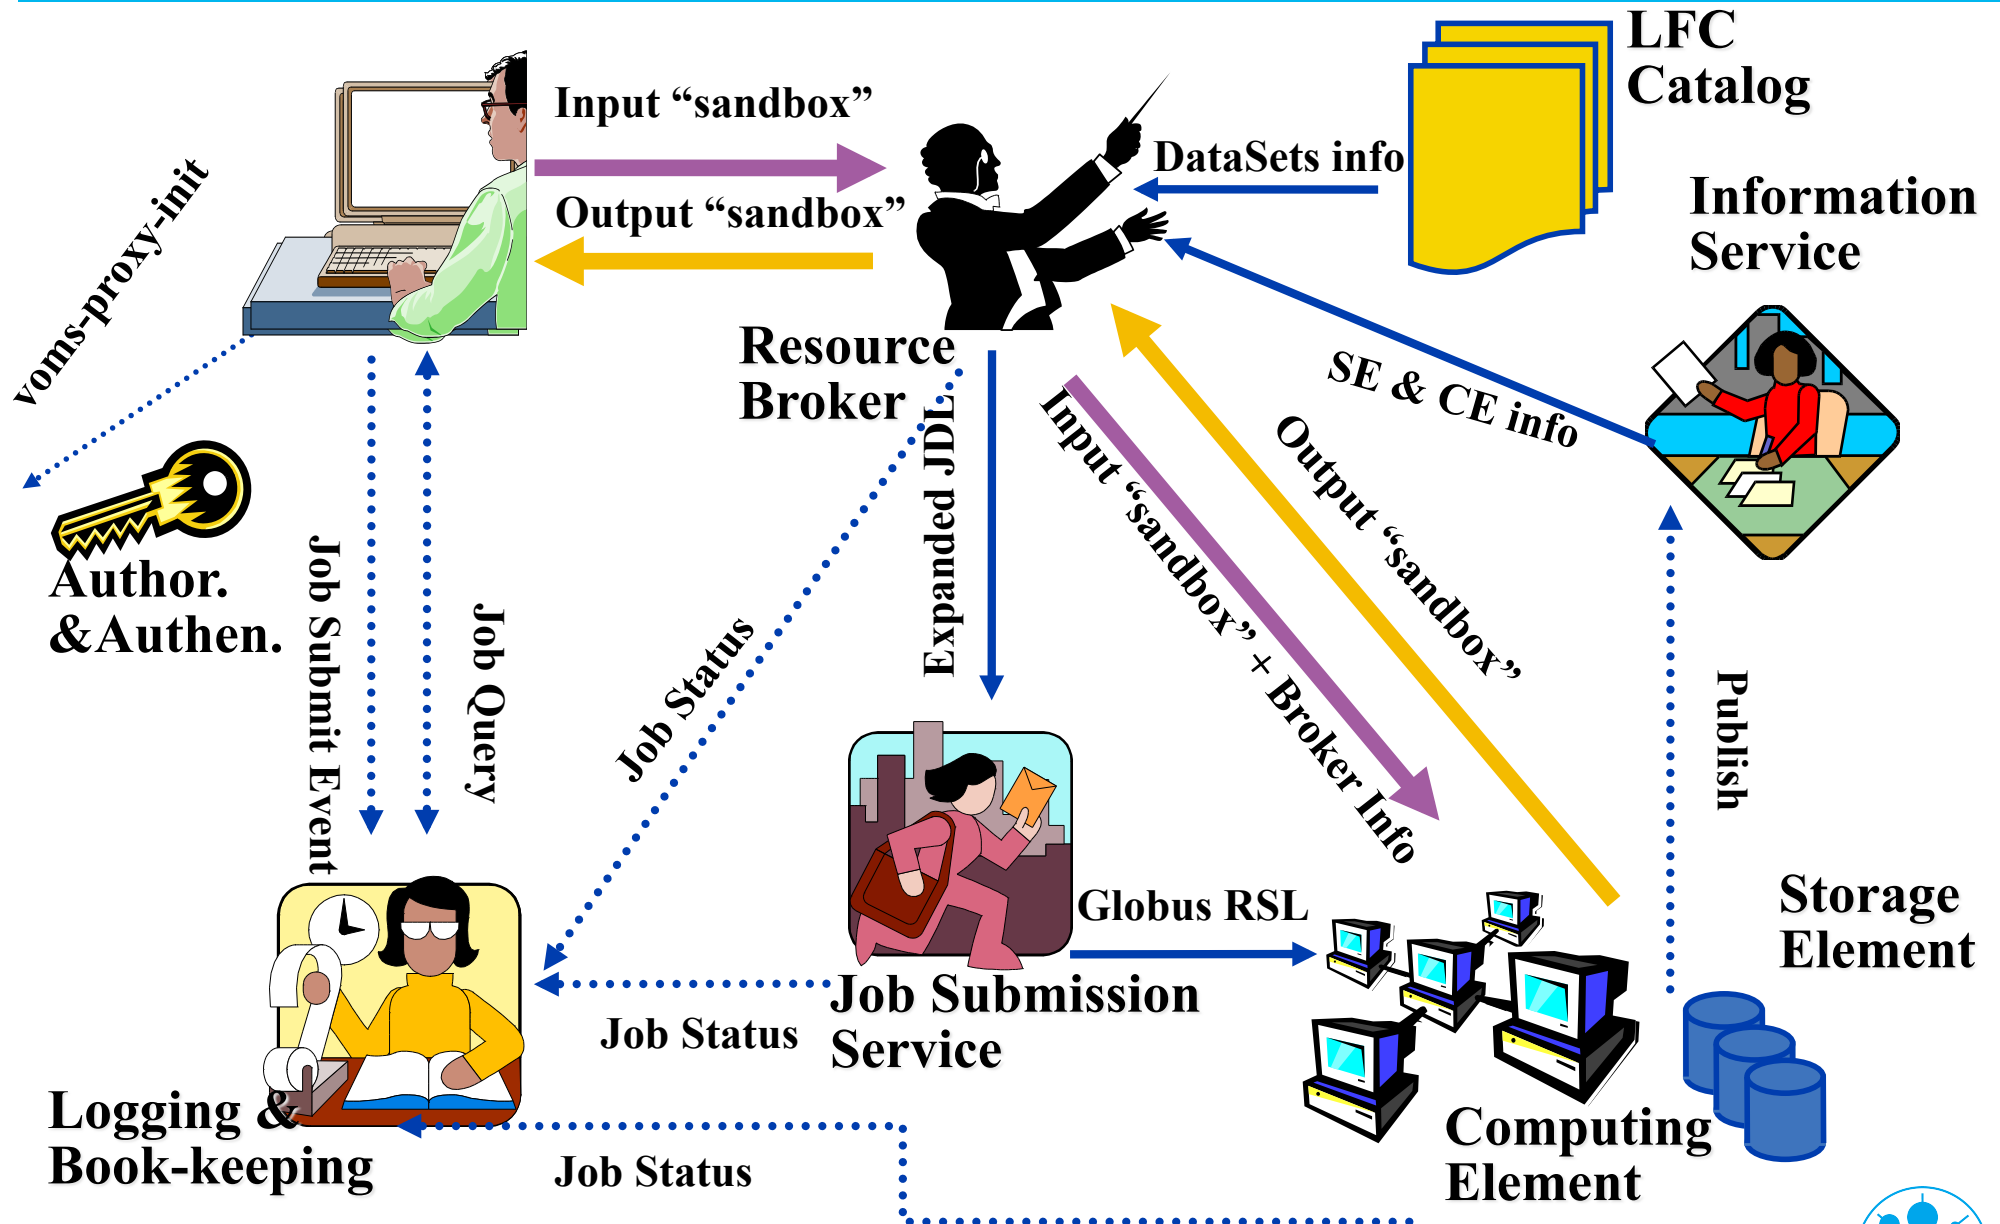 LFC
Catalog
Input “sandbox”
DataSets info
voms-proxy-init
Output “sandbox”
Information
Service
Resource
Broker
SE & CE info
Expanded JDL
Input “sandbox” + Broker Info
Output “sandbox”
Author.
&Authen.
Job Submit Event
Job Query
Job Status
Publish
Globus RSL
Storage
Element
Job Submission
Service
Job Status
Logging &
Book-keeping
Computing
Element
Job Status